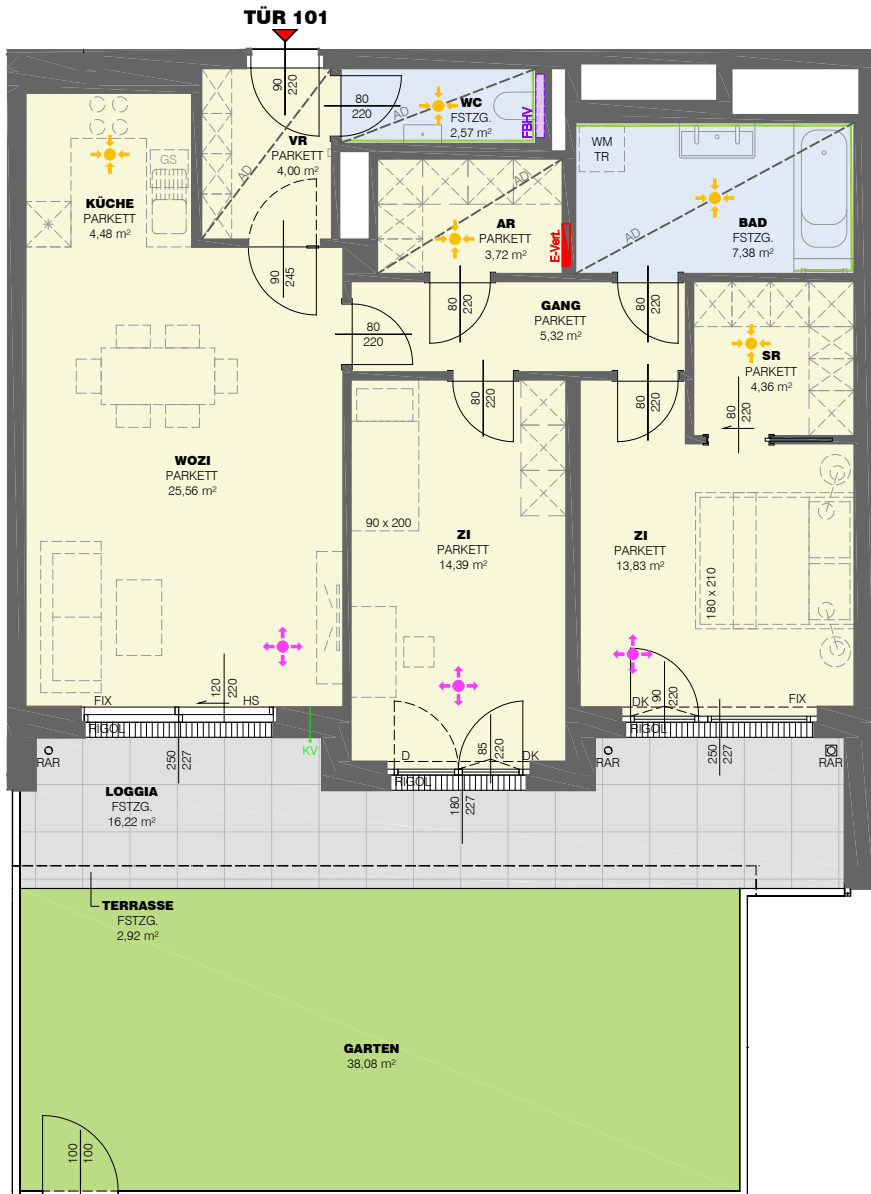 TÜR 101
90
220
80
220
AD
WC
FSTZG.
2,57 m²
FBHV
VR
PARKETT
4,00 m²
AD
GS
KÜCHE
PARKETT
4,48 m²
WM
TR
AD
AR
PARKETT
3,72 m²
E-Vert.
AD
BAD
FSTZG.
7,38 m²
90
245
80
220
80
220
GANG
PARKETT
5,32 m²
80
220
SR
PARKETT
4,36 m²
80
220
80
220
80
220
WOZI
PARKETT
25,56 m²
90 x 200
ZI
PARKETT
14,39 m²
ZI
PARKETT
13,83 m²
180 x 210
FIX
120
220
HS
RIGOL
250
227
KV
D
85
220
DK
RIGOL
180
227
DK
90
220
FIX
RIGOL
250
227
RAR
RAR
RAR
LOGGIA
FSTZG.
16,22 m²
TERRASSE
FSTZG.
2,92 m²
GARTEN
38,08 m²
100
100